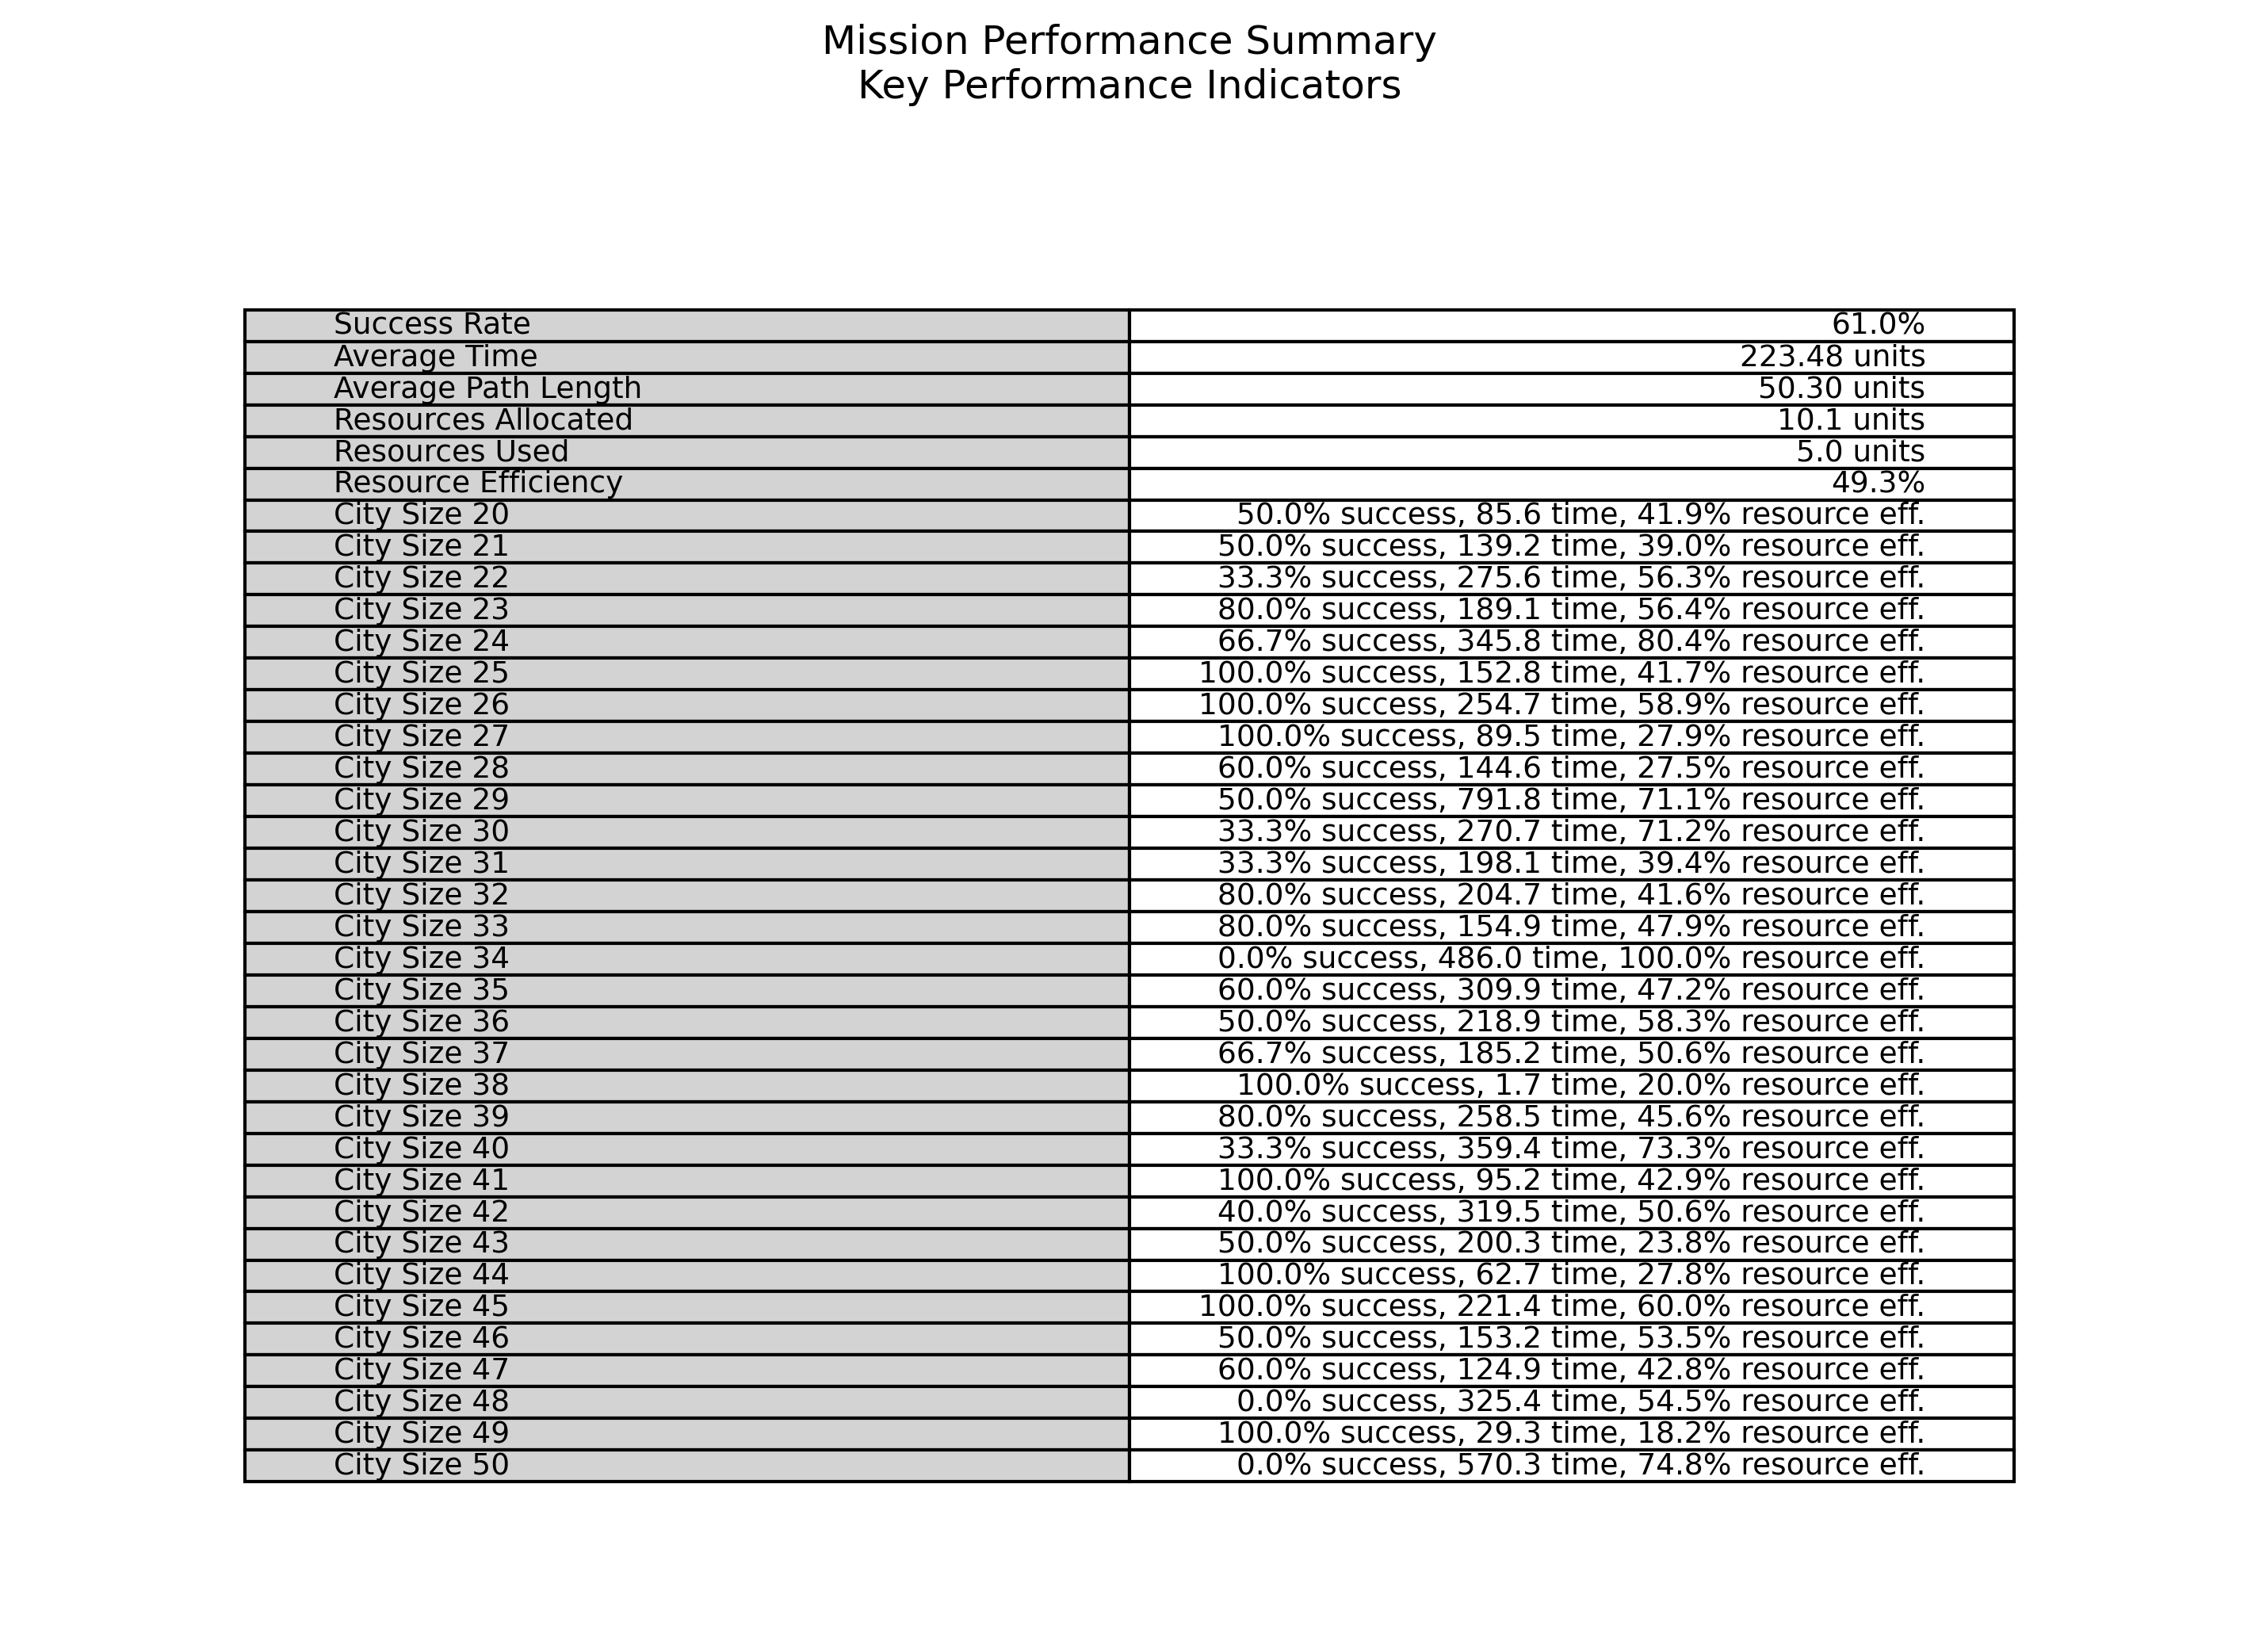 Mission Performance Summary
Key Performance Indicators
Success Rate 61.0%
Average Time 223.48 units
Average Path Length 50.30 units
Resources Allocated 10.1 units
Resources Used 5.0 units
Resource Efficiency 49.3%
City Size 20 50.0% success, 85.6 time, 41.9% resource eff.
City Size 21 50.0% success, 139.2 time, 39.0% resource eff.
City Size 22 33.3% success, 275.6 time, 56.3% resource eff.
City Size 23 80.0% success, 189.1 time, 56.4% resource eff.
City Size 24 66.7% success, 345.8 time, 80.4% resource eff.
City Size 25 100.0% success, 152.8 time, 41.7% resource eff.
City Size 26 100.0% success, 254.7 time, 58.9% resource eff.
City Size 27 100.0% success, 89.5 time, 27.9% resource eff.
City Size 28 60.0% success, 144.6 time, 27.5% resource eff.
City Size 29 50.0% success, 791.8 time, 71.1% resource eff.
City Size 30 33.3% success, 270.7 time, 71.2% resource eff.
City Size 31 33.3% success, 198.1 time, 39.4% resource eff.
City Size 32 80.0% success, 204.7 time, 41.6% resource eff.
City Size 33 80.0% success, 154.9 time, 47.9% resource eff.
City Size 34 0.0% success, 486.0 time, 100.0% resource eff.
City Size 35 60.0% success, 309.9 time, 47.2% resource eff.
City Size 36 50.0% success, 218.9 time, 58.3% resource eff.
City Size 37 66.7% success, 185.2 time, 50.6% resource eff.
City Size 38 100.0% success, 1.7 time, 20.0% resource eff.
City Size 39 80.0% success, 258.5 time, 45.6% resource eff.
City Size 40 33.3% success, 359.4 time, 73.3% resource eff.
City Size 41 100.0% success, 95.2 time, 42.9% resource eff.
City Size 42 40.0% success, 319.5 time, 50.6% resource eff.
City Size 43 50.0% success, 200.3 time, 23.8% resource eff.
City Size 44 100.0% success, 62.7 time, 27.8% resource eff.
City Size 45 100.0% success, 221.4 time, 60.0% resource eff.
City Size 46 50.0% success, 153.2 time, 53.5% resource eff.
City Size 47 60.0% success, 124.9 time, 42.8% resource eff.
City Size 48 0.0% success, 325.4 time, 54.5% resource eff.
City Size 49 100.0% success, 29.3 time, 18.2% resource eff.
City Size 50 0.0% success, 570.3 time, 74.8% resource eff.